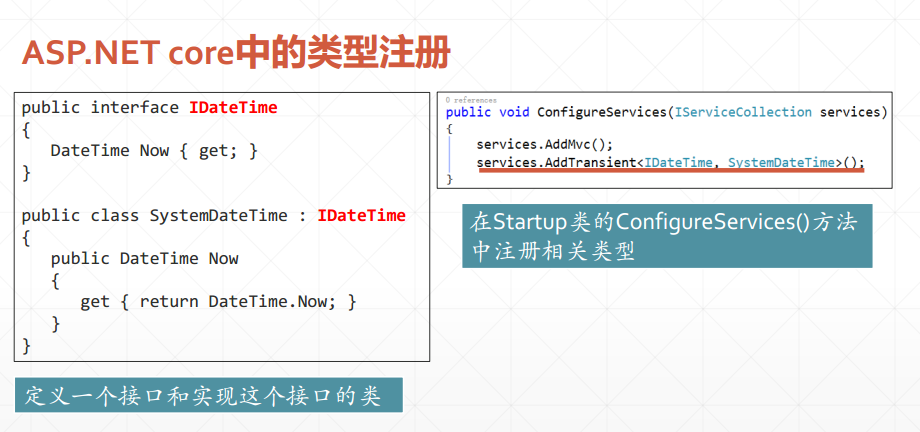 ASP.NET core中的类型注册
public interface IDateTime
{
DateTime Now { get; }
}
public class SystemDateTime : IDateTime
{
public DateTime Now
{
get { return DateTime.Now; }
}
}
定义一个接口和实现这个接口的类
0 references
public void ConfigureServices(IServiceCollection services)
{
services.AddMvc();
services.AddTransient<IDateTime, SystemDateTime>();
}
在Startup类的ConfigureServices()方法
中注册相关类型